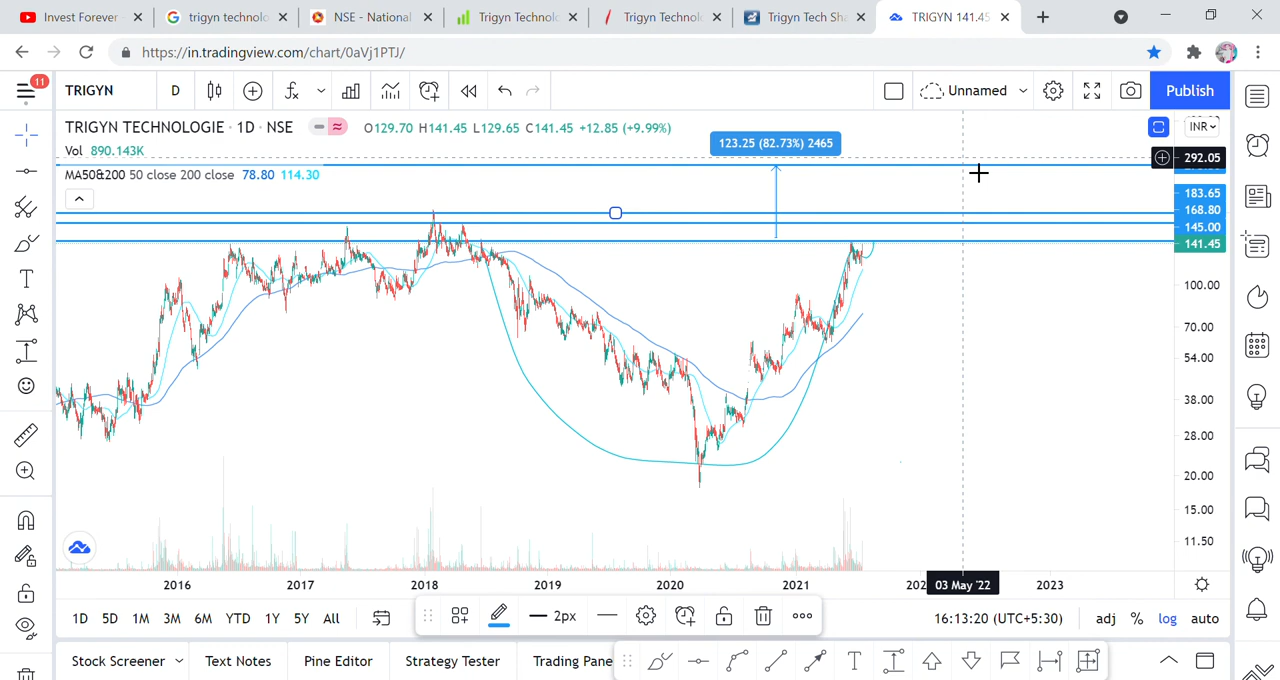 Invest Forever
trigyn technolo
NSE - National
Trigyn Technolo
Trigyn Technolo
Trigyn Tech Sha
TRIGYN 141.45
https://in.tradingview.com/chart/0aVj1PTJ/
11
TRIGYN
D
Unnamed
Publish
TRIGYN TECHNOLOGIE · 1D · NSE
O129.70 H141.45 L129.65 C141.45 +12.85 (+9.99%)
INR
Vol 890.143K
123.25 (82.73%) 2465
292.05
MA50&200 50 close 200 close 78.80 114.30
183.65
168.80
145.00
141.45
100.00
70.00
54.00
38.00
28.00
20.00
15.00
11.50
2016 2017 2018 2019 2020 2021 03 May '22 2023
1D 5D 1M 3M 6M YTD 1Y 5Y All
2px
16:13:20 (UTC+5:30)
adj % log auto
Stock Screener
Text Notes
Pine Editor
Strategy Tester
Trading Pane